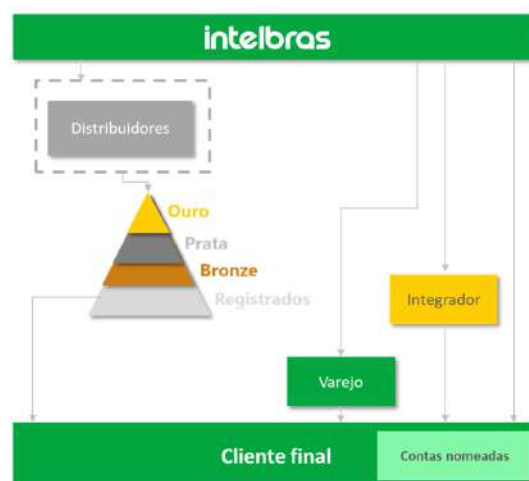 intelbras
Distribuidores
Ouro
Prata
Bronze
Registrados
Integrador
Varejo
Cliente final
Contas nomeadas